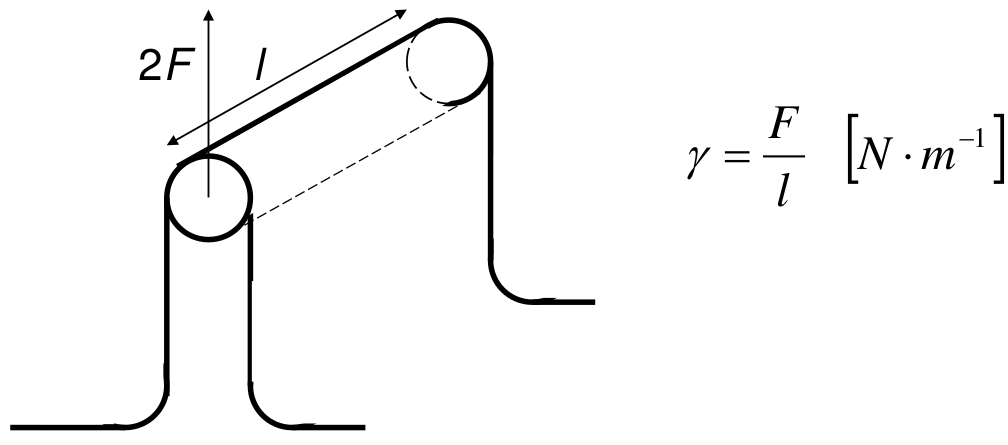 2F
l
γ = F / l [N · m⁻¹]